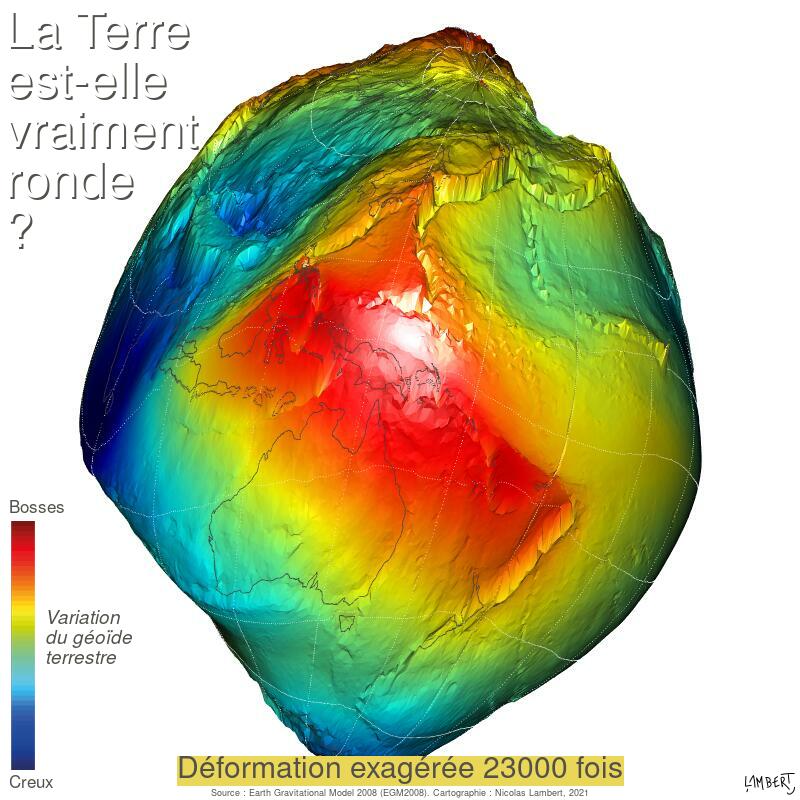 La Terre
est-elle
vraiment
ronde
?
Bosses
Variation
du géoïde
terrestre
Creux
Déformation exagérée 23000 fois
Source : Earth Gravitational Model 2008 (EGM2008). Cartographie : Nicolas Lambert, 2021
LAMBERT